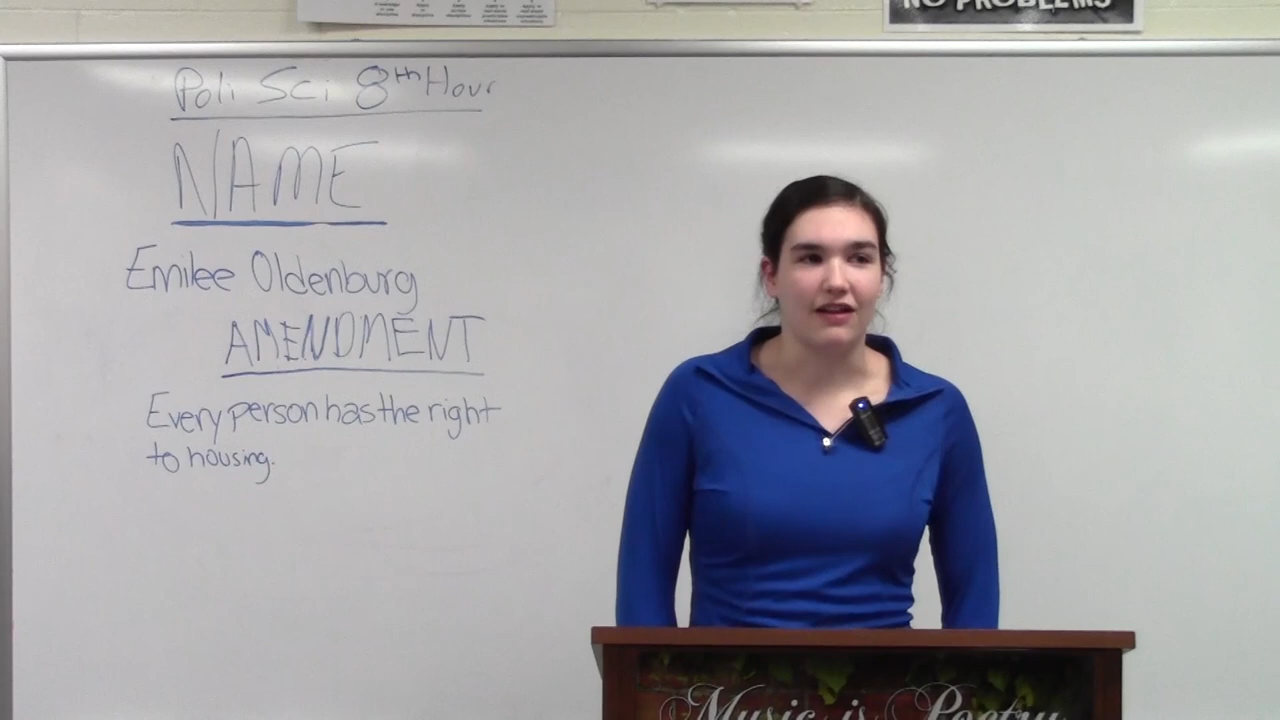 NO PROBLEMS
Poli Sci 8th Hour
NAME
Emilee Oldenburg
AMENDMENT
Every person has the right
to housing.
Music is Poetry